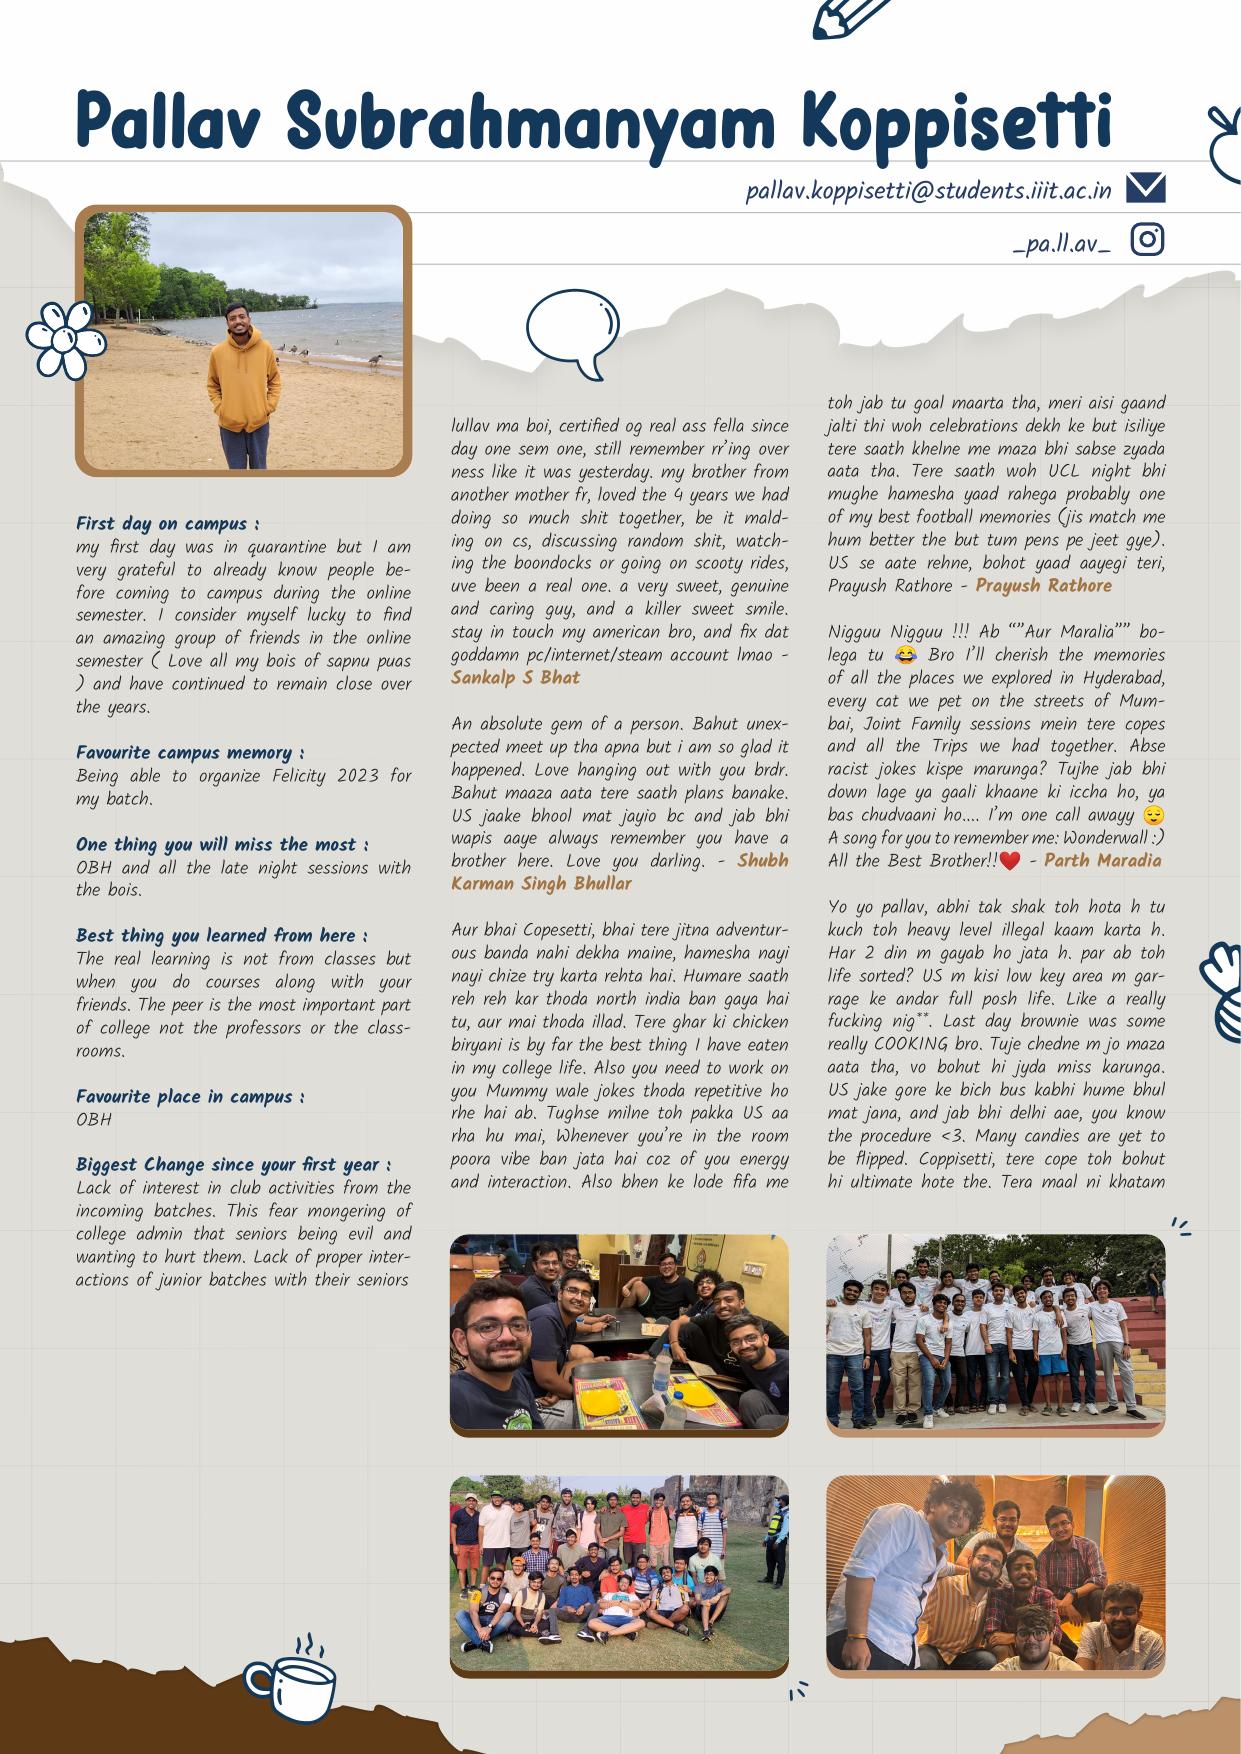 Pallav Subrahmanyam Koppisetti
pallav.koppisetti@students.iiit.ac.in
_pa.ll.av_
First day on campus :
my first day was in quarantine but I am
very grateful to already know people be-
fore coming to campus during the online
semester. I consider myself lucky to find
an amazing group of friends in the online
semester ( Love all my bois of sapnu puas
) and have continued to remain close over
the years.
Favourite campus memory :
Being able to organize Felicity 2023 for
my batch.
One thing you will miss the most :
OBH and all the late night sessions with
the bois.
Best thing you learned from here :
The real learning is not from classes but
when you do courses along with your
friends. The peer is the most important part
of college not the professors or the class-
rooms.
Favourite place in campus :
OBH
Biggest Change since your first year :
Lack of interest in club activities from the
incoming batches. This fear mongering of
college admin that seniors being evil and
wanting to hurt them. Lack of proper inter-
actions of junior batches with their seniors
lullav ma boi, certified og real ass fella since
day one sem one, still remember rr'ing over
ness like it was yesterday. my brother from
another mother fr, loved the 4 years we had
doing so much shit together, be it mald-
ing on cs, discussing random shit, watch-
ing the boondocks or going on scooty rides,
uve been a real one. a very sweet, genuine
and caring guy, and a killer sweet smile.
stay in touch my american bro, and fix dat
goddamn pc/internet/steam account lmao -
Sankalp S Bhat
An absolute gem of a person. Bahut unex-
pected meet up tha apna but i am so glad it
happened. Love hanging out with you brdr.
Bahut maaza aata tere saath plans banake.
US jaake bhool mat jayio bc and jab bhi
wapis aaye always remember you have a
brother here. Love you darling. - Shubh
Karman Singh Bhullar
Aur bhai Copesetti, bhai tere jitna adventur-
ous banda nahi dekha maine, hamesha nayi
nayi chize try karta rehta hai. Humare saath
reh reh kar thoda north india ban gaya hai
tu, aur mai thoda illad. Tere ghar ki chicken
biryani is by far the best thing I have eaten
in my college life. Also you need to work on
you Mummy wale jokes thoda repetitive ho
rhe hai ab. Tughse milne toh pakka US aa
rha hu mai, Whenever you're in the room
poora vibe ban jata hai coz of you energy
and interaction. Also bhen ke lode fifa me
toh jab tu goal maarta tha, meri aisi gaand
jalti thi woh celebrations dekh ke but isiliye
tere saath khelne me maza bhi sabse zyada
aata tha. Tere saath woh UCL night bhi
mughe hamesha yaad rahega probably one
of my best football memories (jis match me
hum better the but tum pens pe jeet gye).
US se aate rehne, bohot yaad aayegi teri,
Prayush Rathore - Prayush Rathore
Nigguu Nigguu !!! Ab “”Aur Maralia”” bo-
lega tu 😂 Bro I'll cherish the memories
of all the places we explored in Hyderabad,
every cat we pet on the streets of Mum-
bai, Joint Family sessions mein tere copes
and all the Trips we had together. Abse
racist jokes kispe marunga? Tujhe jab bhi
down lage ya gaali khaane ki iccha ho, ya
bas chudvaani ho.... I'm one call awayy 😌
A song for you to remember me: Wonderwall :)
All the Best Brother!!❤️ - Parth Maradia
Yo yo pallav, abhi tak shak toh hota h tu
kuch toh heavy level illegal kaam karta h.
Har 2 din m gayab ho jata h. par ab toh
life sorted? US m kisi low key area m gar-
rage ke andar full posh life. Like a really
fucking nig**. Last day brownie was some
really COOKING bro. Tuje chedne m jo maza
aata tha, vo bohut hi jyda miss karunga.
US jake gore ke bich bus kabhi hume bhul
mat jana, and jab bhi delhi aae, you know
the procedure <3. Many candies are yet to
be flipped. Coppisetti, tere cope toh bohut
hi ultimate hote the. Tera maal ni khatam